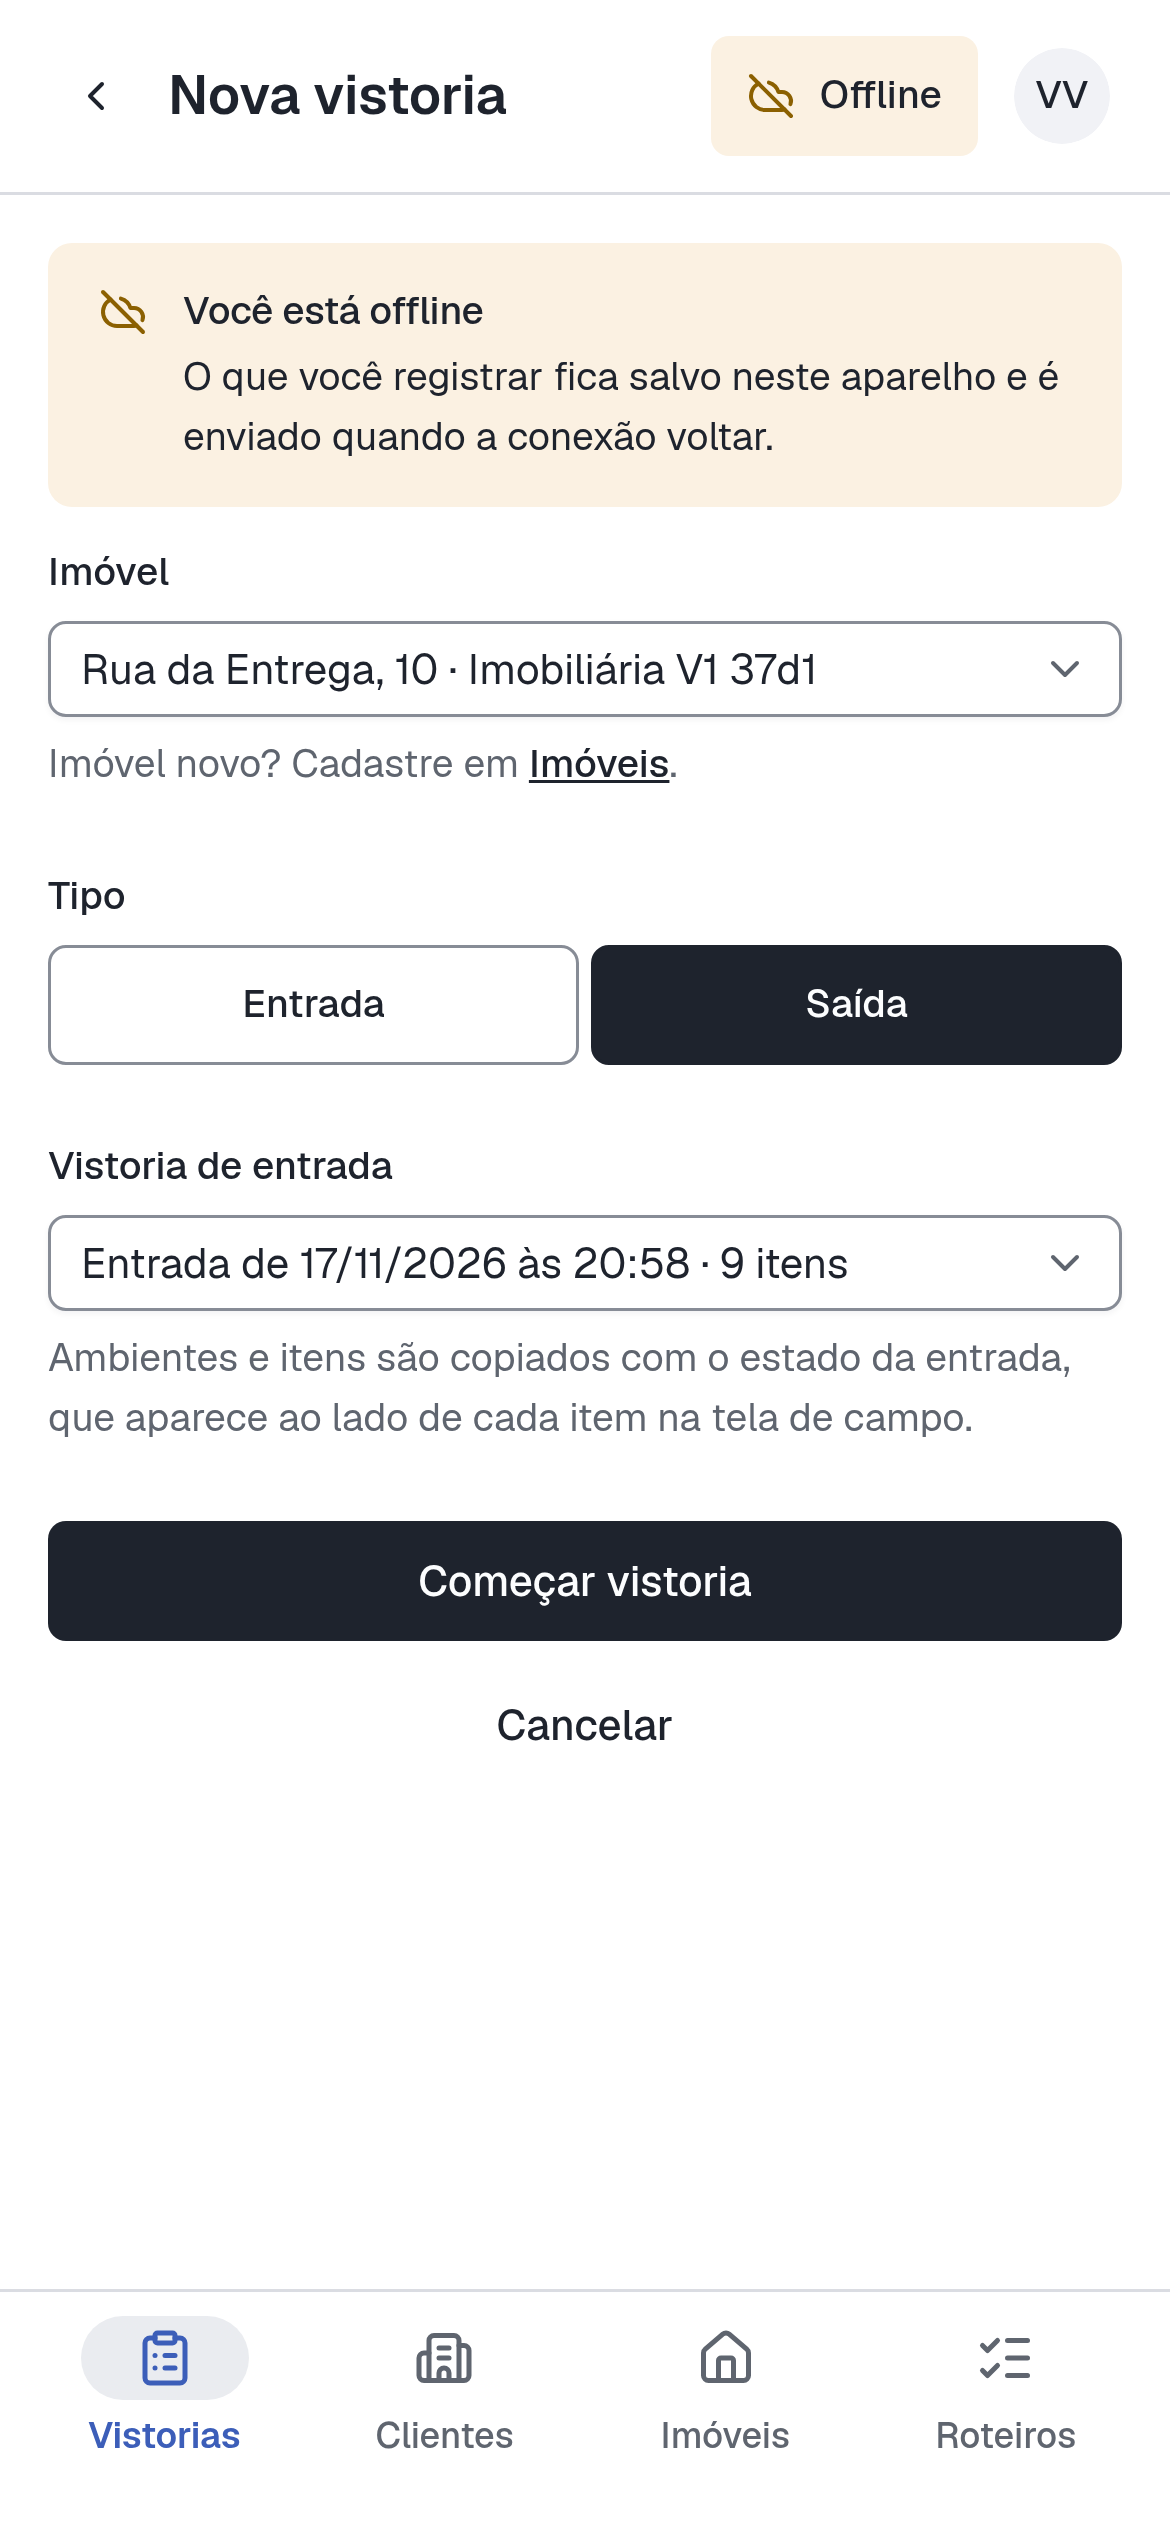 Nova vistoria
Offline
VV
Você está offline
O que você registrar fica salvo neste aparelho e é
enviado quando a conexão voltar.
Imóvel
Rua da Entrega, 10 · Imobiliária V1 37d1
Imóvel novo? Cadastre em Imóveis.
Tipo
Entrada
Saída
Vistoria de entrada
Entrada de 17/11/2026 às 20:58 · 9 itens
Ambientes e itens são copiados com o estado da entrada,
que aparece ao lado de cada item na tela de campo.
Começar vistoria
Cancelar
Vistorias
Clientes
Imóveis
Roteiros